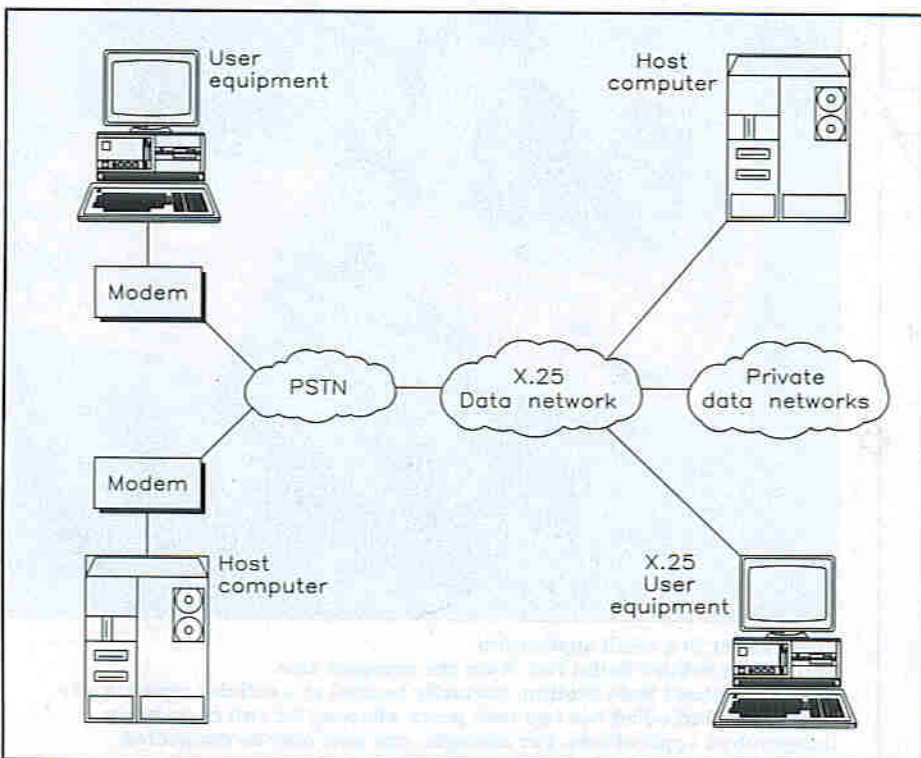 User
equipment
Host
computer
Modem
PSTN
X.25
Data network
Private
data networks
Modem
Host
computer
X.25
User
equipment